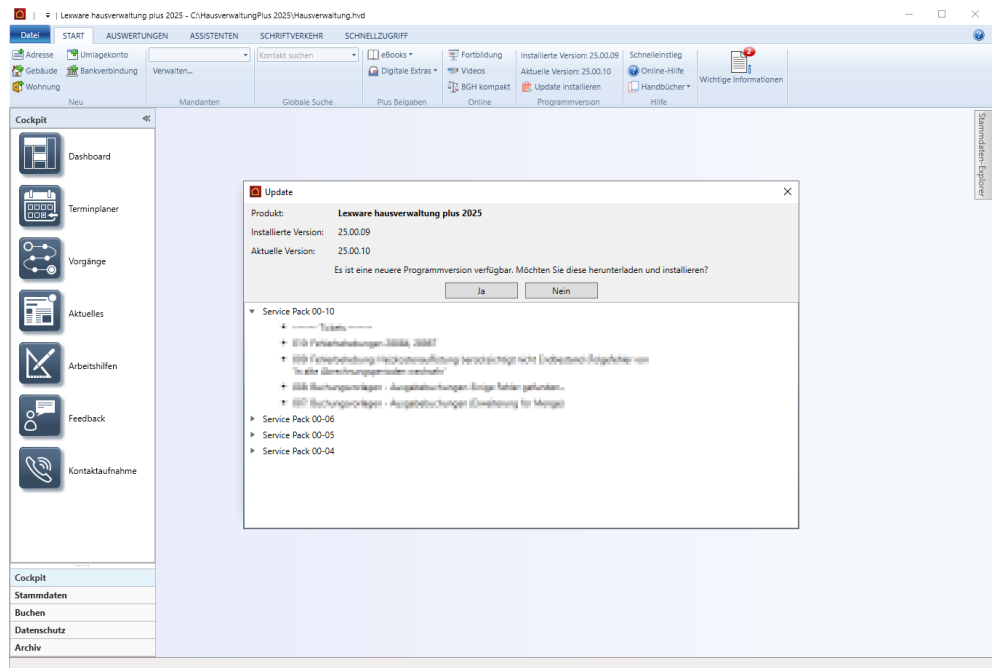 Lexware hausverwaltung plus 2025 - C:\HausverwaltungPlus 2025\Hausverwaltung.hvd
Datei START AUSWERTUNGEN ASSISTENTEN SCHRIFTVERKEHR SCHNELLZUGRIFF
Adresse Umlagekonto
Gebäude Bankverbindung
Wohnung
Neu
Verwalten...
Mandanten
Kontakt suchen
Globale Suche
eBooks
Digitale Extras
Plus Beigaben
Fortbildung
Videos
BGH kompakt
Online
Installierte Version: 25.00.09
Aktuelle Version: 25.00.10
Update installieren
Programmversion
Schnelleinstieg
Online-Hilfe
Handbücher
Hilfe
2
Wichtige Informationen
Cockpit
Dashboard
Terminplaner
Vorgänge
Aktuelles
Arbeitshilfen
Feedback
Kontaktaufnahme
Cockpit
Stammdaten
Buchen
Datenschutz
Archiv
Stammdaten-Explorer
Update
Produkt: Lexware hausverwaltung plus 2025
Installierte Version: 25.00.09
Aktuelle Version: 25.00.10
Es ist eine neuere Programmversion verfügbar. Möchten Sie diese herunterladen und installieren?
Ja Nein
Service Pack 00-10
Service Pack 00-06
Service Pack 00-05
Service Pack 00-04